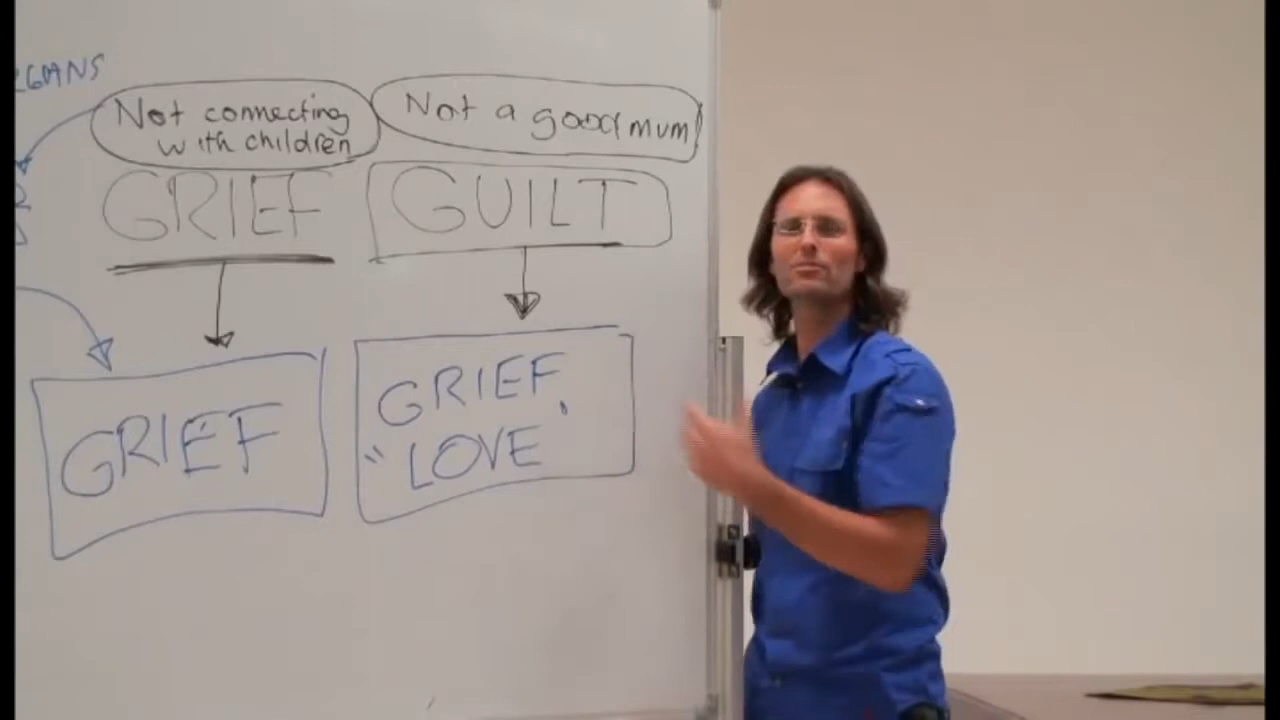 Not connecting
with children
Not a good mum
GRIEF
GUILT
GRIEF
GRIEF,
"LOVE